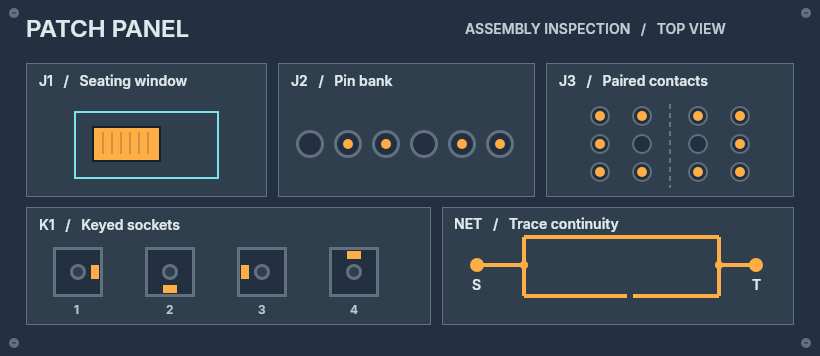 PATCH PANEL
ASSEMBLY INSPECTION / TOP VIEW
J1 / Seating window
J2 / Pin bank
J3 / Paired contacts
K1 / Keyed sockets
1 2 3 4
NET / Trace continuity
S T